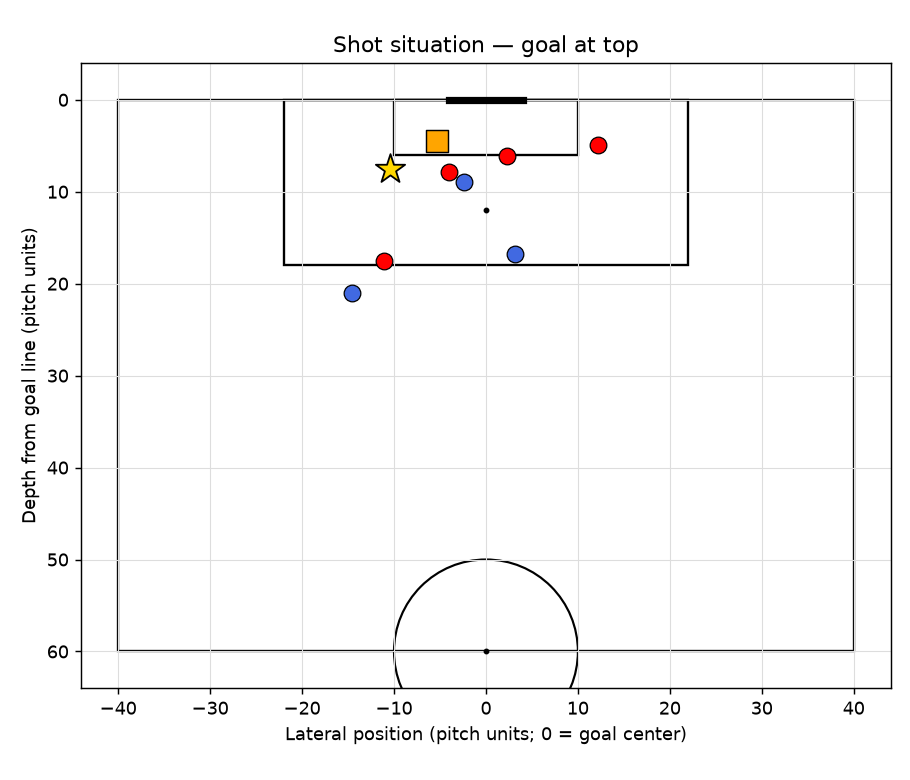 Shot situation — goal at top
Depth from goal line (pitch units)
0
10
20
30
40
50
60
−40 −30 −20 −10 0 10 20 30 40
Lateral position (pitch units; 0 = goal center)